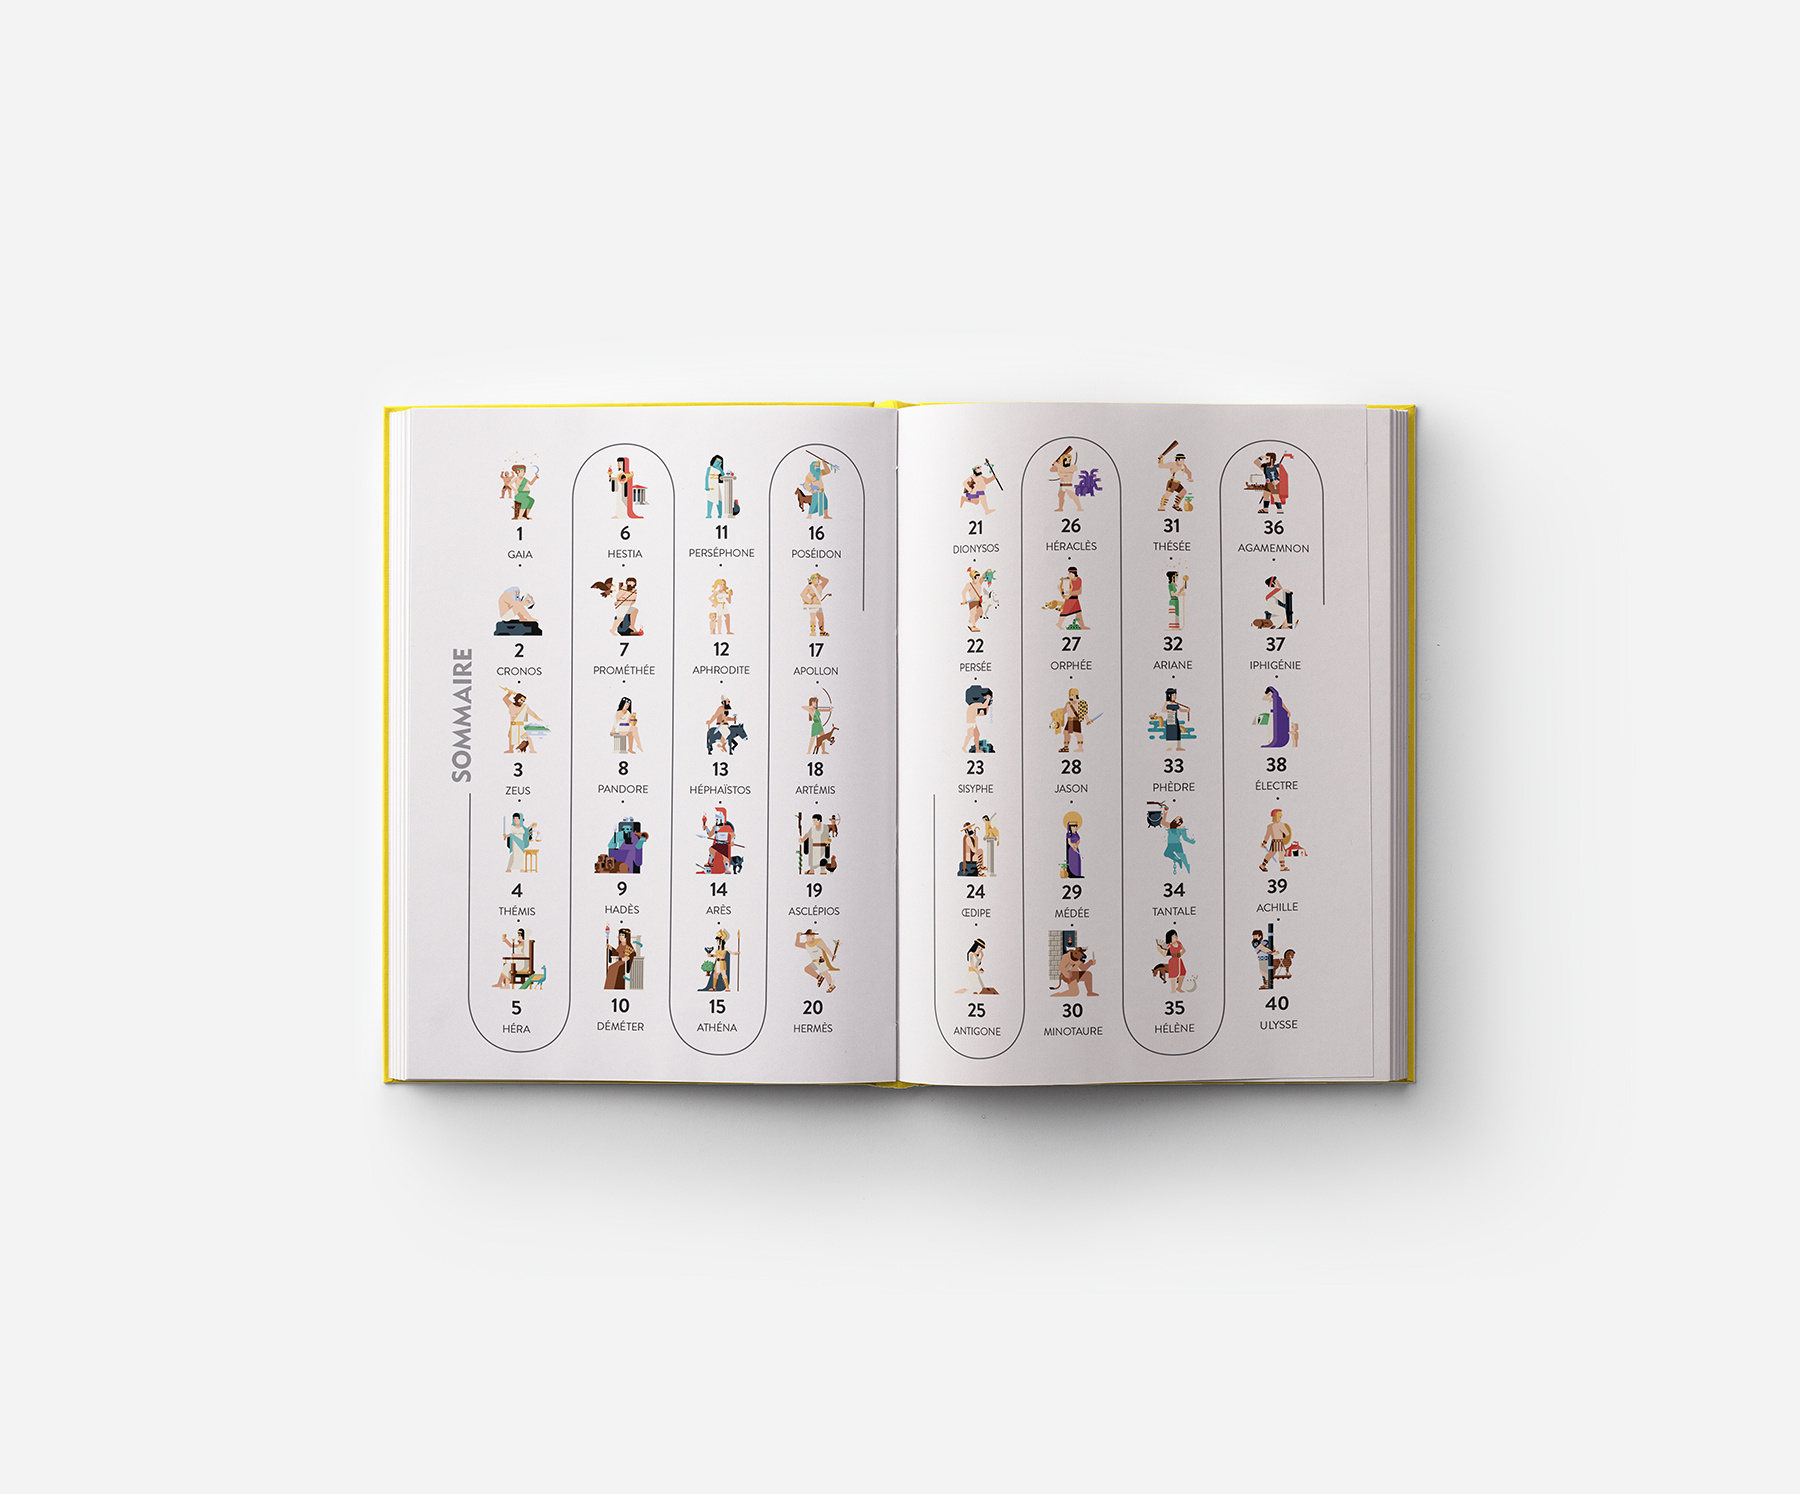 SOMMAIRE
1
GAIA
2
CRONOS
3
ZEUS
4
THÉMIS
5
HÉRA
6
HESTIA
7
PROMÉTHÉE
8
PANDORE
9
HADÈS
10
DÉMÉTER
11
PERSÉPHONE
12
APHRODITE
13
HÉPHAÏSTOS
14
ARÈS
15
ATHÉNA
16
POSÉIDON
17
APOLLON
18
ARTÉMIS
19
ASCLÉPIOS
20
HERMÈS
21
DIONYSOS
22
PERSÉE
23
SISYPHE
24
ŒDIPE
25
ANTIGONE
26
HÉRACLÈS
27
ORPHÉE
28
JASON
29
MÉDÉE
30
MINOTAURE
31
THÉSÉE
32
ARIANE
33
PHÈDRE
34
TANTALE
35
HÉLÈNE
36
AGAMEMNON
37
IPHIGÉNIE
38
ÉLECTRE
39
ACHILLE
40
ULYSSE